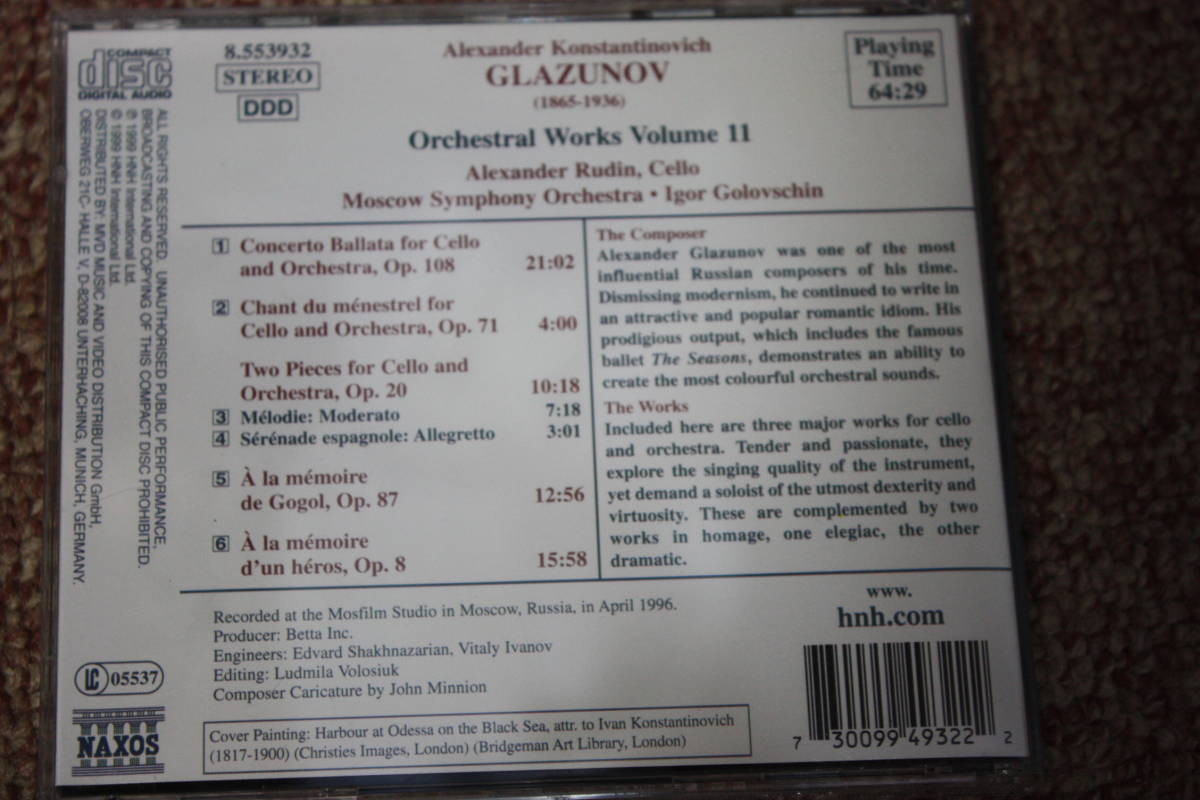 COMPACT
disc
DIGITAL AUDIO
8.553932
STEREO
DDD
Alexander Konstantinovich
GLAZUNOV
(1865-1936)
Playing
Time
64:29
Orchestral Works Volume 11
Alexander Rudin, Cello
Moscow Symphony Orchestra • Igor Golovschin
1 Concerto Ballata for Cello
and Orchestra, Op. 108 21:02
2 Chant du ménestrel for
Cello and Orchestra, Op. 71 4:00
Two Pieces for Cello and
Orchestra, Op. 20 10:18
3 Mélodie: Moderato 7:18
4 Sérénade espagnole: Allegretto 3:01
5 À la mémoire
de Gogol, Op. 87 12:56
6 À la mémoire
d'un héros, Op. 8 15:58
The Composer
Alexander Glazunov was one of the most
influential Russian composers of his time.
Dismissing modernism, he continued to write in
an attractive and popular romantic idiom. His
prodigious output, which includes the famous
ballet The Seasons, demonstrates an ability to
create the most colourful orchestral sounds.
The Works
Included here are three major works for cello
and orchestra. Tender and passionate, they
explore the singing quality of the instrument,
yet demand a soloist of the utmost dexterity and
virtuosity. These are complemented by two
works in homage, one elegiac, the other
dramatic.
Recorded at the Mosfilm Studio in Moscow, Russia, in April 1996.
Producer: Betta Inc.
Engineers: Edvard Shakhnazarian, Vitaly Ivanov
Editing: Ludmila Volosiuk
Composer Caricature by John Minnion
Cover Painting: Harbour at Odessa on the Black Sea, attr. to Ivan Konstantinovich
(1817-1900) (Christies Images, London) (Bridgeman Art Library, London)
www.
hnh.com
7 30099 49322 2
ALL RIGHTS RESERVED. UNAUTHORISED PUBLIC PERFORMANCE,
BROADCASTING AND COPYING OF THIS COMPACT DISC PROHIBITED.
℗ 1999 HNH International Ltd.
© 1999 HNH International Ltd.
DISTRIBUTED BY: MVD MUSIC AND VIDEO DISTRIBUTION GmbH,
OBERWEG 21C- HALLE V, D-82008 UNTERHACHING, MUNICH, GERMANY.
LC 05537
NAXOS